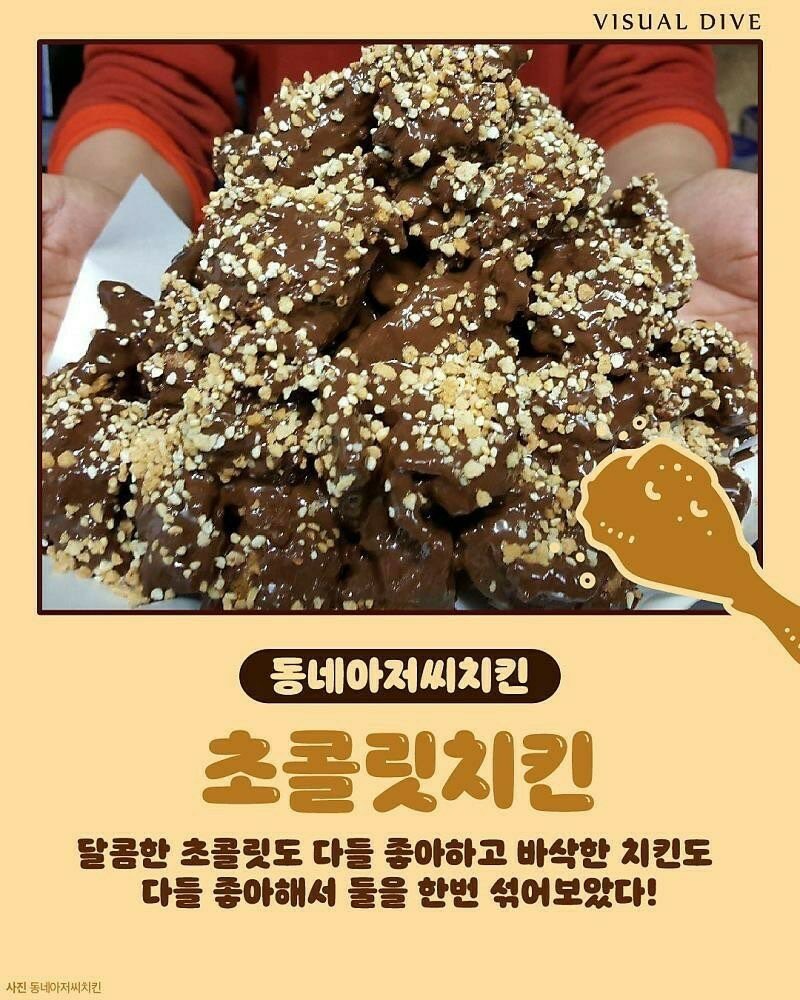 VISUAL DIVE
동네아저씨치킨
초콜릿치킨
달콤한 초콜릿도 다들 좋아하고 바삭한 치킨도
다들 좋아해서 둘을 한번 섞어보았다!
사진 동네아저씨치킨